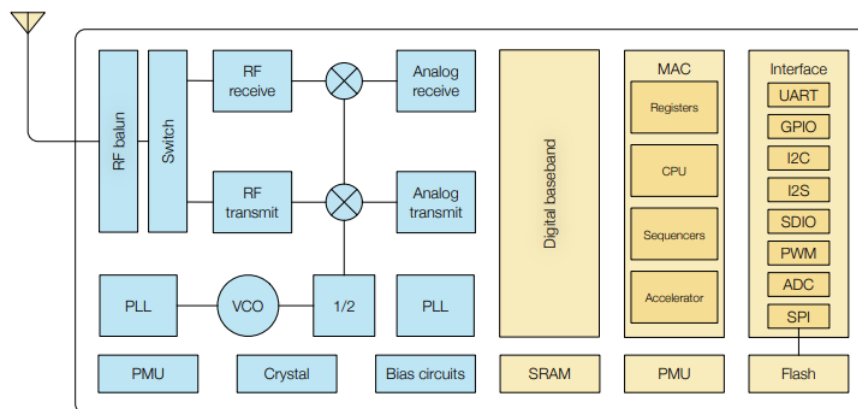 RF balun
Switch
RF
receive
Analog
receive
RF
transmit
Analog
transmit
PLL
VCO
1/2
PLL
PMU
Crystal
Bias circuits
Digital baseband
SRAM
MAC
Registers
CPU
Sequencers
Accelerator
PMU
Interface
UART
GPIO
I2C
I2S
SDIO
PWM
ADC
SPI
Flash